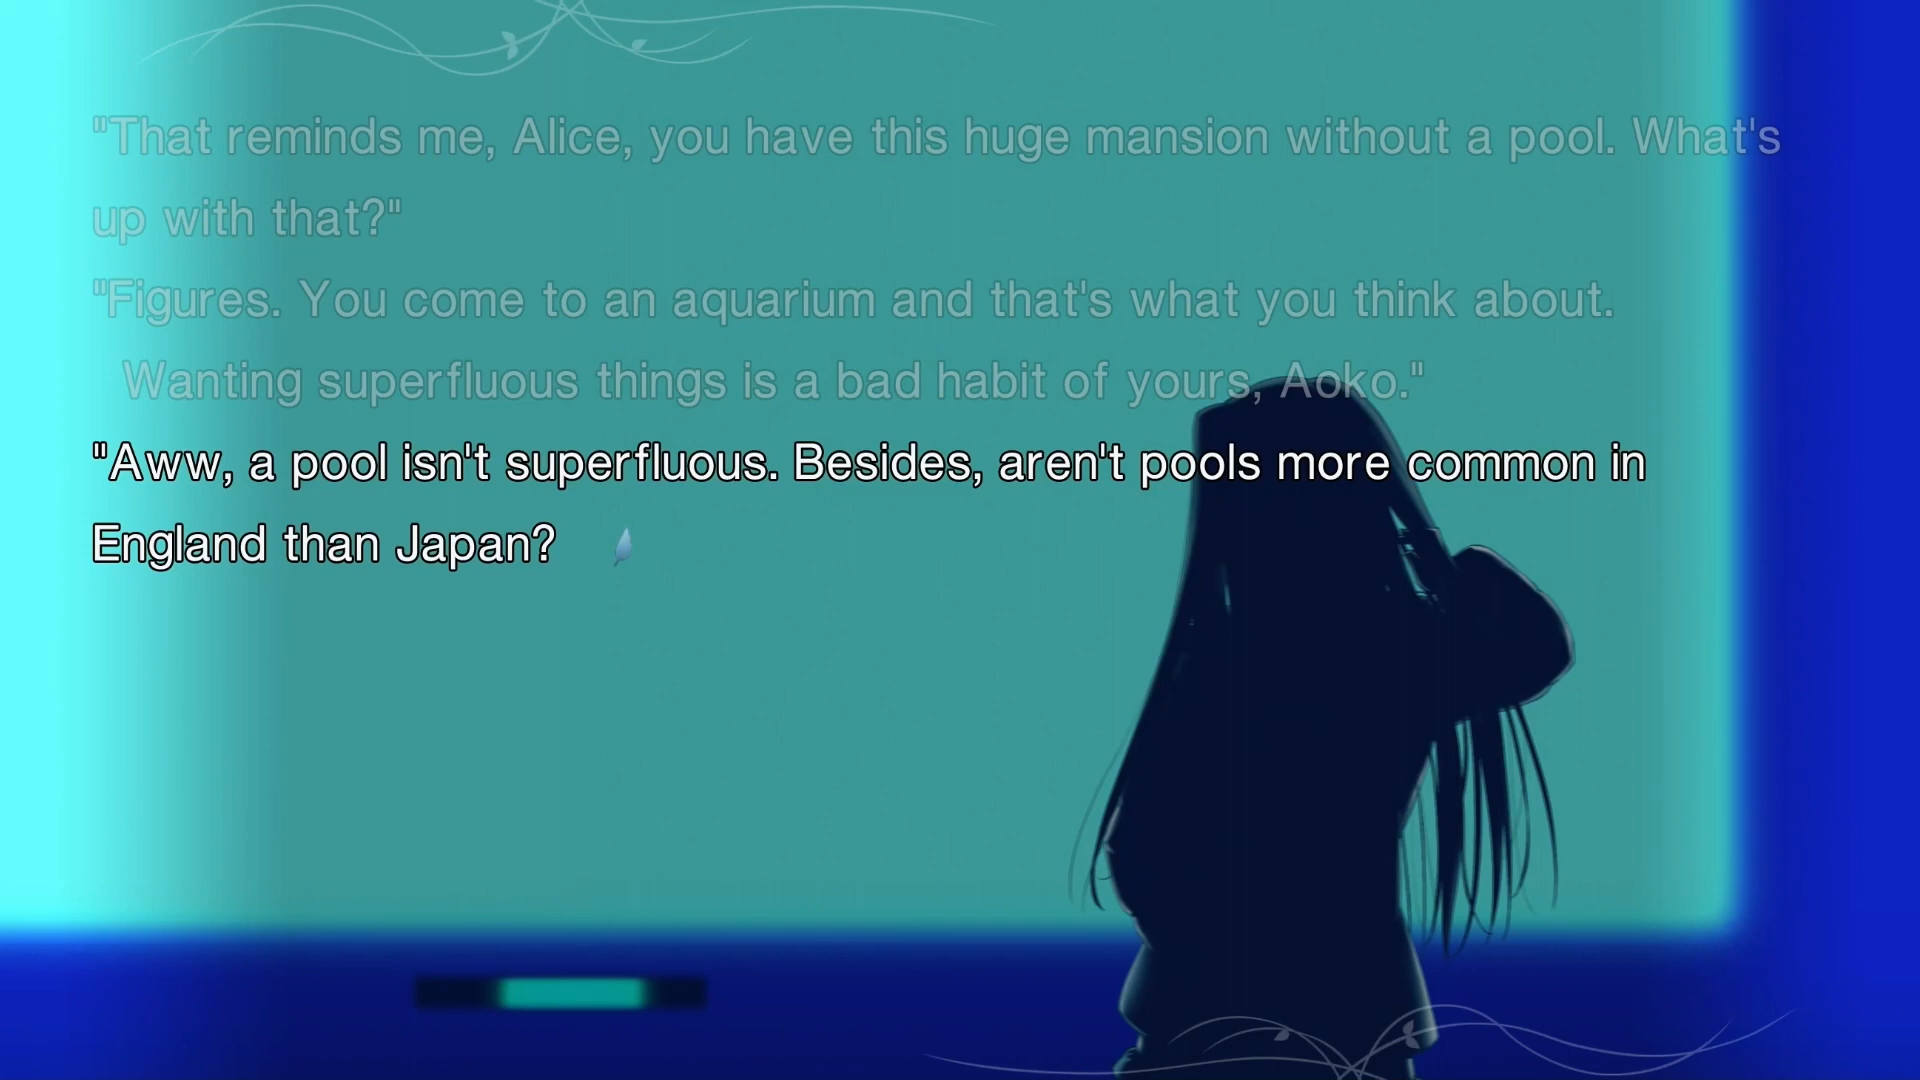 "That reminds me, Alice, you have this huge mansion without a pool. What's
up with that?"
"Figures. You come to an aquarium and that's what you think about.
Wanting superfluous things is a bad habit of yours, Aoko."
"Aww, a pool isn't superfluous. Besides, aren't pools more common in
England than Japan?